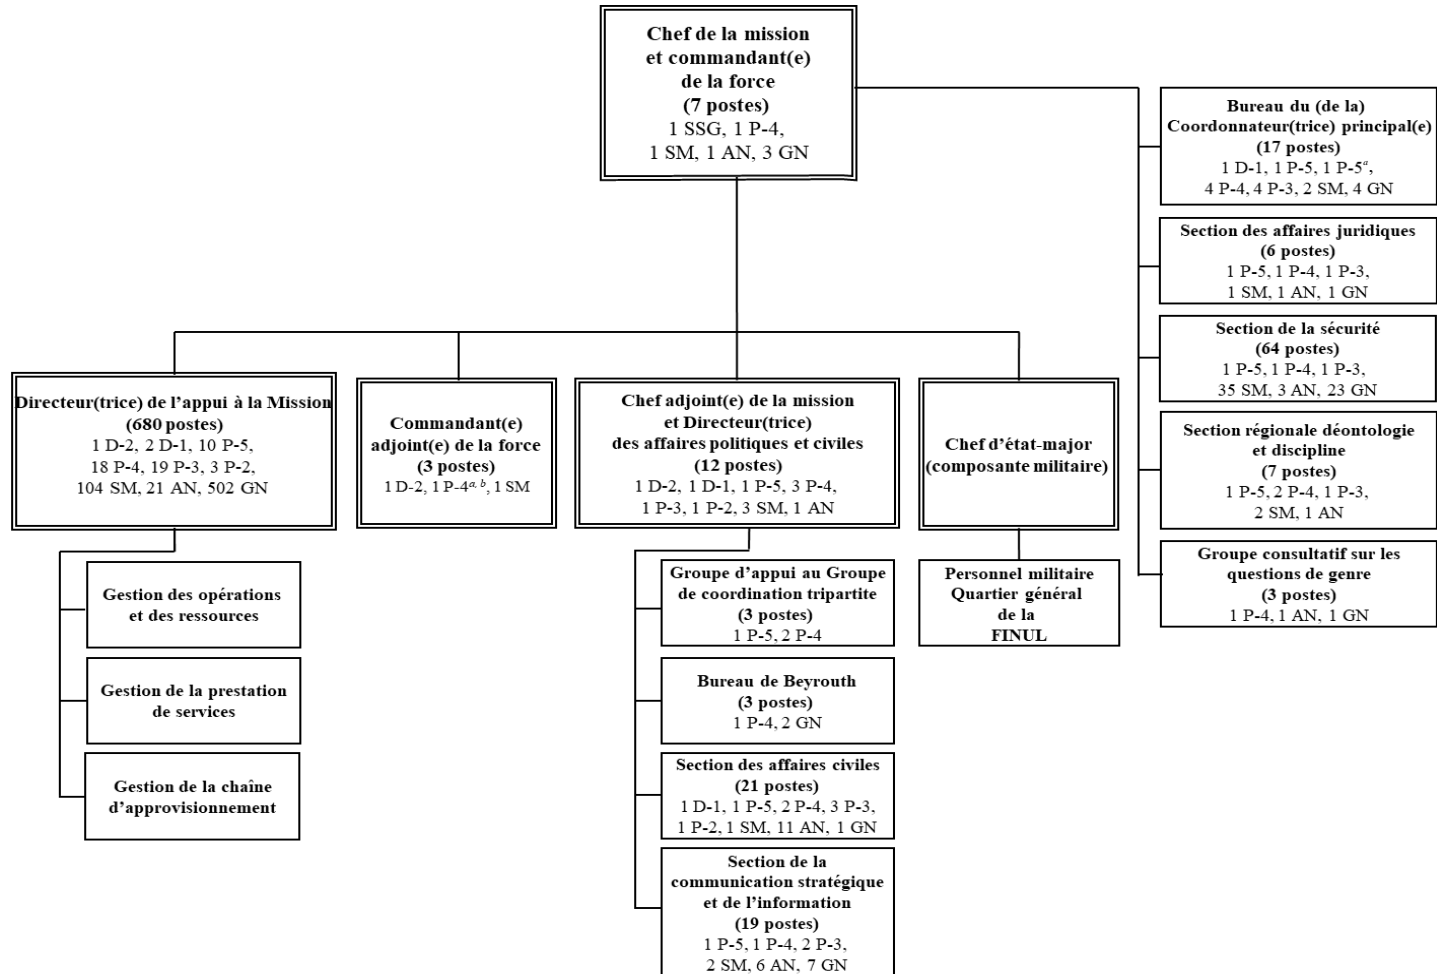 Chef de la mission
et commandant(e)
de la force
(7 postes)
1 SSG, 1 P-4,
1 SM, 1 AN, 3 GN
Bureau du (de la)
Coordonnateur(trice) principal(e)
(17 postes)
1 D-1, 1 P-5, 1 P-5ᵃ,
4 P-4, 4 P-3, 2 SM, 4 GN
Section des affaires juridiques
(6 postes)
1 P-5, 1 P-4, 1 P-3,
1 SM, 1 AN, 1 GN
Section de la sécurité
(64 postes)
1 P-5, 1 P-4, 1 P-3,
35 SM, 3 AN, 23 GN
Section régionale déontologie
et discipline
(7 postes)
1 P-5, 2 P-4, 1 P-3,
2 SM, 1 AN
Groupe consultatif sur les
questions de genre
(3 postes)
1 P-4, 1 AN, 1 GN
Directeur(trice) de l’appui à la Mission
(680 postes)
1 D-2, 2 D-1, 10 P-5,
18 P-4, 19 P-3, 3 P-2,
104 SM, 21 AN, 502 GN
Commandant(e)
adjoint(e) de la force
(3 postes)
1 D-2, 1 P-4ᵃ, ᵇ, 1 SM
Chef adjoint(e) de la mission
et Directeur(trice)
des affaires politiques et civiles
(12 postes)
1 D-2, 1 D-1, 1 P-5, 3 P-4,
1 P-3, 1 P-2, 3 SM, 1 AN
Chef d’état-major
(composante militaire)
Gestion des opérations
et des ressources
Gestion de la prestation
de services
Gestion de la chaîne
d’approvisionnement
Groupe d’appui au Groupe
de coordination tripartite
(3 postes)
1 P-5, 2 P-4
Bureau de Beyrouth
(3 postes)
1 P-4, 2 GN
Section des affaires civiles
(21 postes)
1 D-1, 1 P-5, 2 P-4, 3 P-3,
1 P-2, 1 SM, 11 AN, 1 GN
Section de la
communication stratégique
et de l’information
(19 postes)
1 P-5, 1 P-4, 2 P-3,
2 SM, 6 AN, 7 GN
Personnel militaire
Quartier général
de la
FINUL